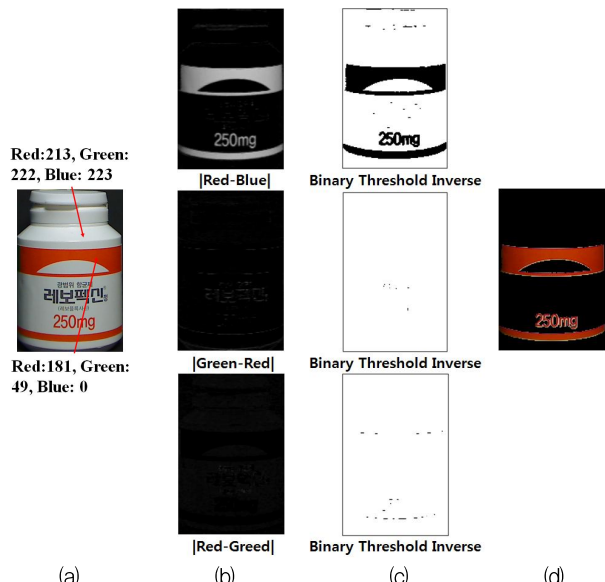 250mg
250mg
|Red-Blue|
Binary Threshold Inverse
Red:213, Green:
222, Blue: 223
레보펙신
250mg
250mg
|Green-Red|
Binary Threshold Inverse
Red:181, Green:
49, Blue: 0
|Red-Greed|
Binary Threshold Inverse
(a)
(b)
(c)
(d)